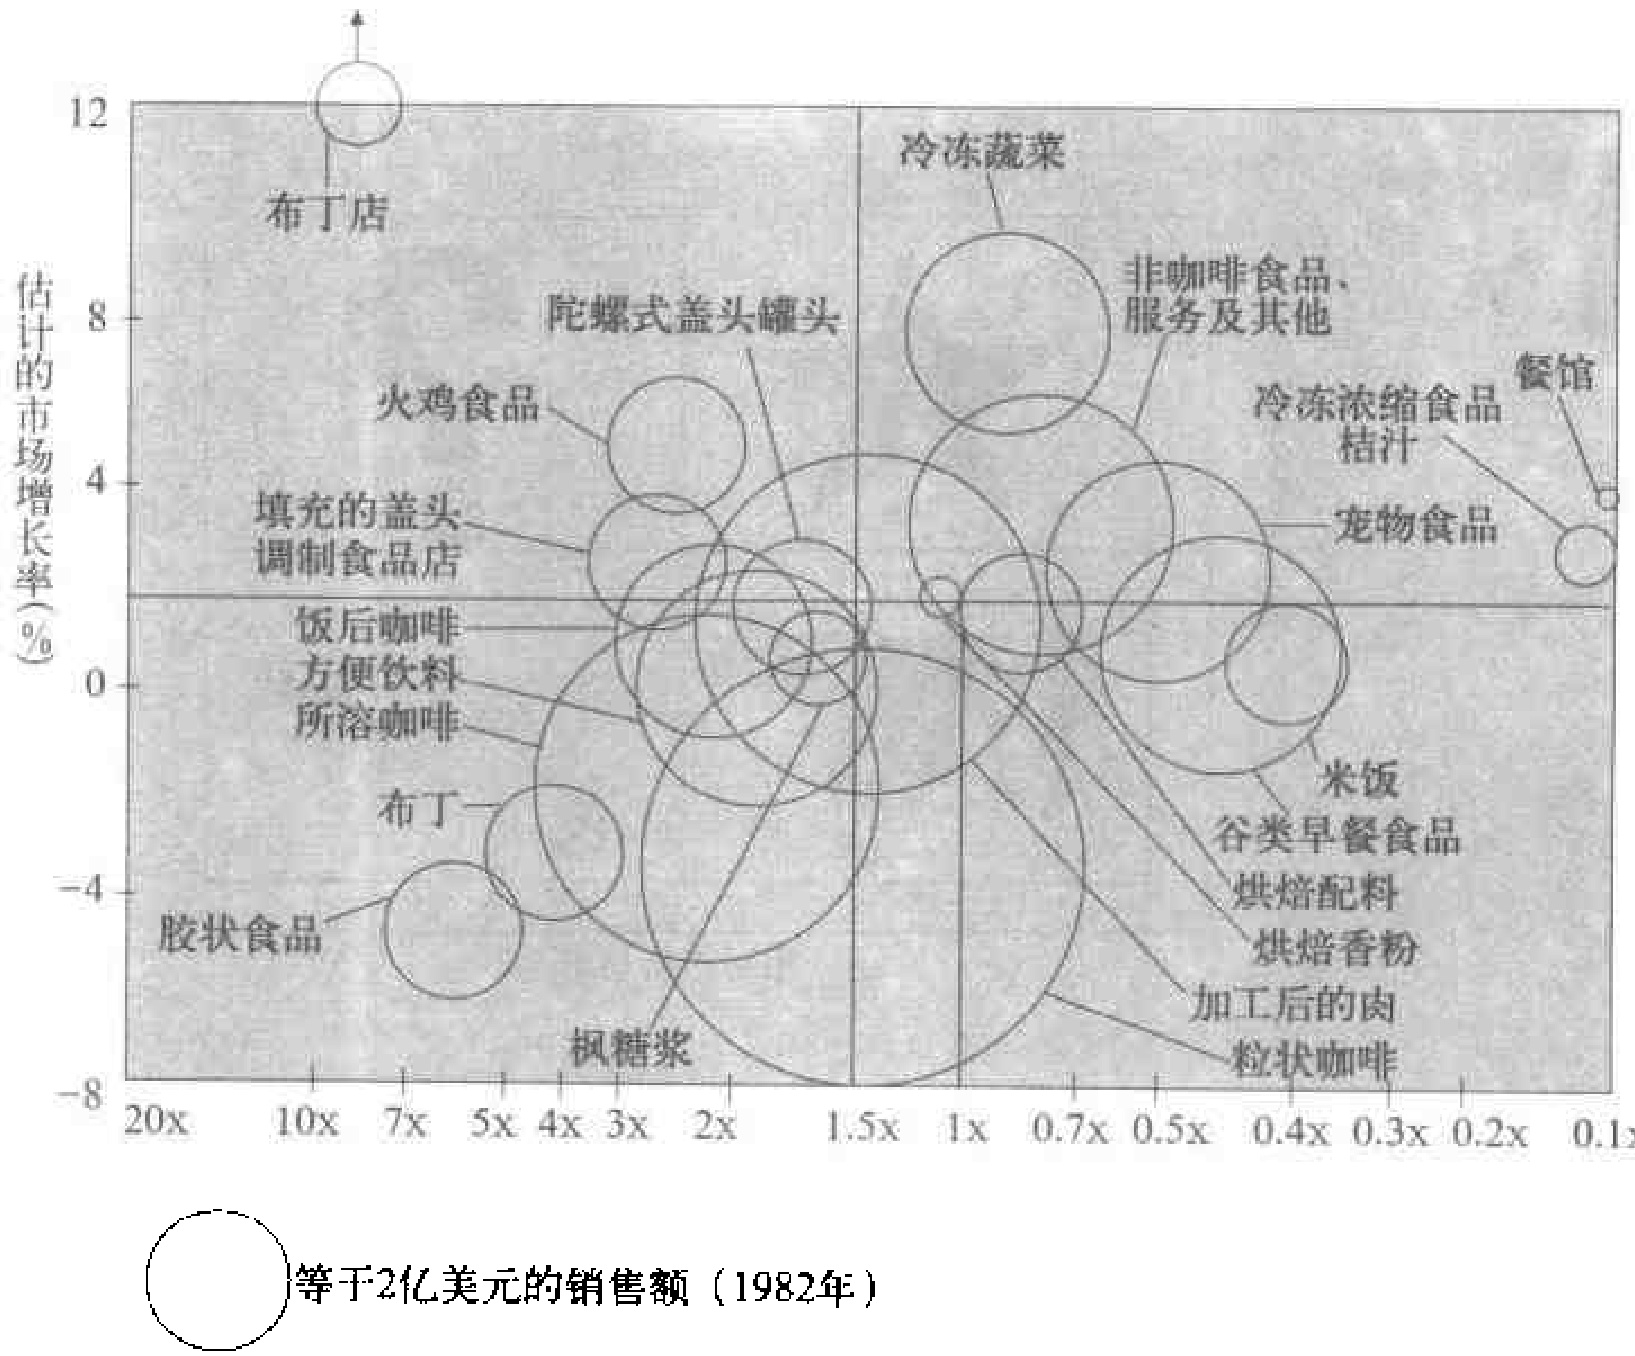 12
布丁店
冷冻蔬菜
非咖啡食品、
服务及其他
陀螺式盖头罐头
8
餐馆
火鸡食品
冷冻浓缩食品
桔汁
4
填充的盖头
调制食品店
宠物食品
估计的市场增长率(%)
饭后咖啡
方便饮料
0
所溶咖啡
布丁
米饭
谷类早餐食品
-4
烘焙配料
胶状食品
烘焙香粉
加工后的肉
枫糖浆
粒状咖啡
-8
20x 10x 7x 5x 4x 3x 2x 1.5x 1x 0.7x 0.5x 0.4x 0.3x 0.2x 0.1x
等于2亿美元的销售额（1982年）